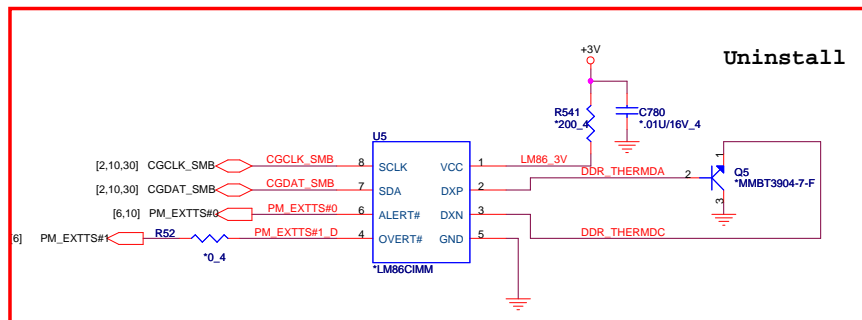 +3V
Uninstall
R541
*200_4
C780
*.01U/16V_4
U5
[2,10,30] CGCLK_SMB CGCLK_SMB 8 SCLK VCC 1 LM86_3V
[2,10,30] CGDAT_SMB CGDAT_SMB 7 SDA DXP 2 DDR_THERMDA 2
1
Q5
*MMBT3904-7-F
3
[6,10] PM_EXTTS#0 PM_EXTTS#0 6 ALERT# DXN 3 DDR_THERMDC
6] PM_EXTTS#1 R52 PM_EXTTS#1_D 4 OVERT# GND 5
*0_4
*LM86CIMM